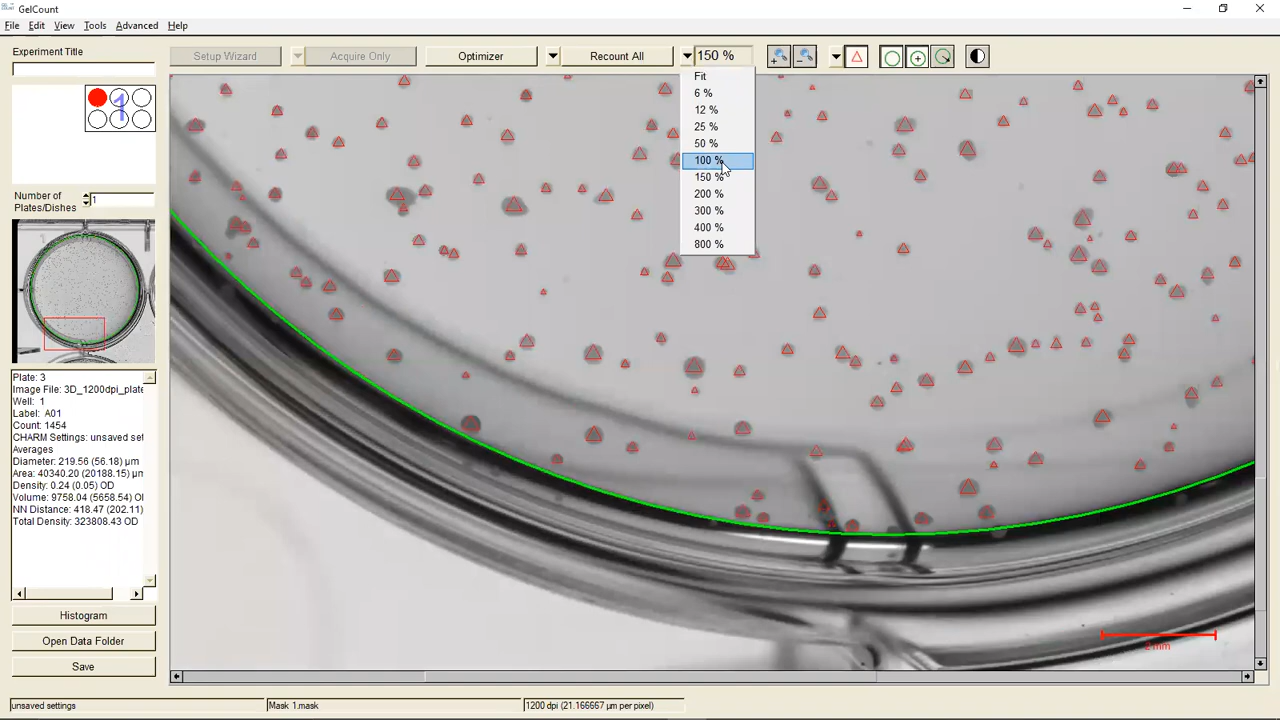 GelCount
File Edit View Tools Advanced Help
Experiment Title
Setup Wizard
Acquire Only
Optimizer
Recount All
150 %
Fit
6 %
12 %
25 %
50 %
100 %
150 %
200 %
300 %
400 %
800 %
1
Number of
Plates/Dishes
1
Plate: 3
Image File: 3D_1200dpi_plate
Well: 1
Label: A01
Count: 1454
CHARM Settings: unsaved set
Averages
Diameter: 219.56 (56.18) µm
Area: 40340.20 (20188.15) µm
Density: 0.24 (0.05) OD
Volume: 9758.04 (5658.54) O
NN Distance: 418.47 (202.11)
Total Density: 323808.43 OD
Histogram
Open Data Folder
Save
2 mm
unsaved settings
Mask 1.mask
1200 dpi (21.166667 µm per pixel)